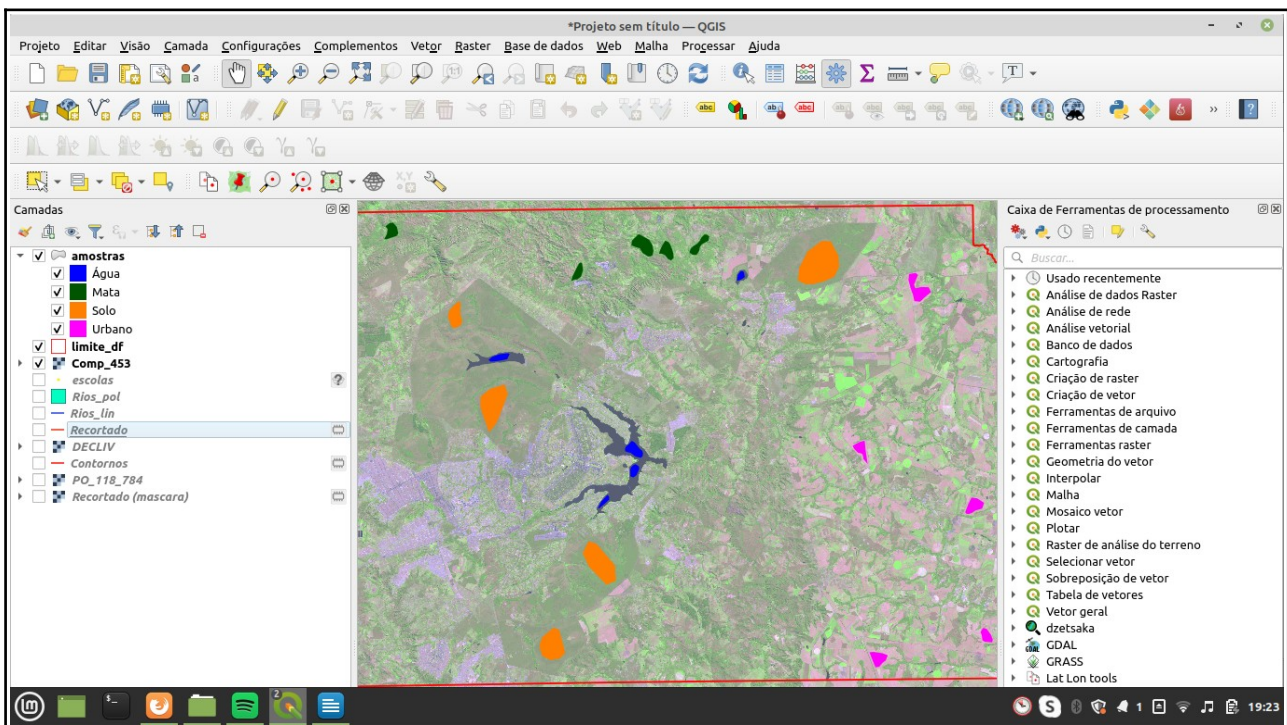 *Projeto sem título — QGIS
Projeto Editar Visão Camada Configurações Complementos Vetor Raster Base de dados Web Malha Processar Ajuda
Camadas
amostras
Água
Mata
Solo
Urbano
limite_df
Comp_453
escolas
Rios_pol
Rios_lin
Recortado
DECLIV
Contornos
PO_118_784
Recortado (mascara)
Caixa de Ferramentas de processamento
Buscar...
Usado recentemente
Análise de dados Raster
Análise de rede
Análise vetorial
Banco de dados
Cartografia
Criação de raster
Criação de vetor
Ferramentas de arquivo
Ferramentas de camada
Ferramentas raster
Geometria do vetor
Interpolar
Malha
Mosaico vetor
Plotar
Raster de análise do terreno
Selecionar vetor
Sobreposição de vetor
Tabela de vetores
Vetor geral
dzetsaka
GDAL
GRASS
Lat Lon tools
2
1
19:23